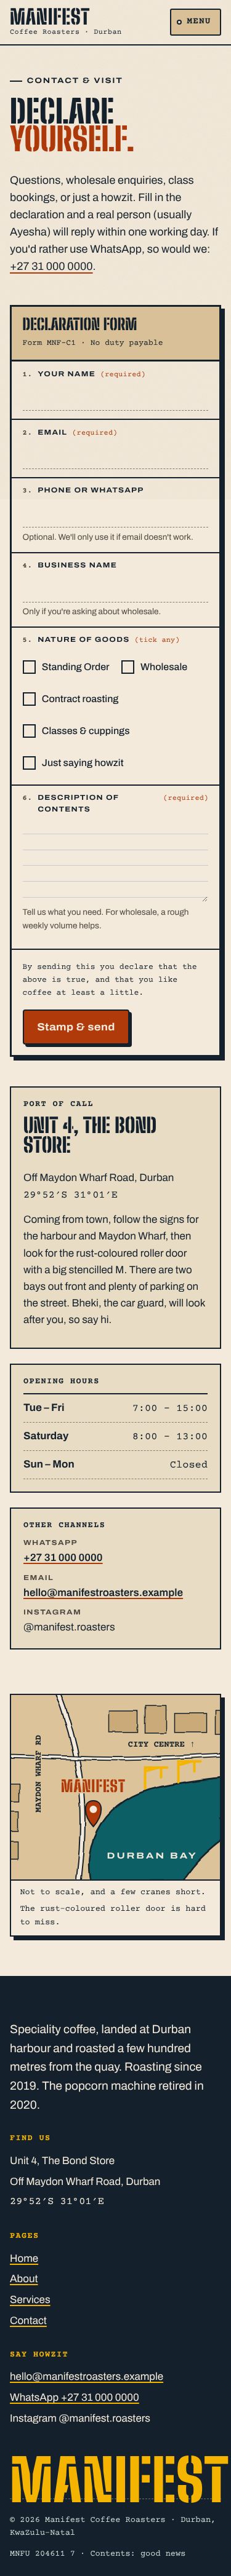 MANIFEST
Coffee Roasters · Durban
MENU
CONTACT & VISIT
DECLARE
YOURSELF.
Questions, wholesale enquiries, class
bookings, or just a howzit. Fill in the
declaration and a real person (usually
Ayesha) will reply within one working day. If
you'd rather use WhatsApp, so would we:
+27 31 000 0000.
DECLARATION FORM
Form MNF-C1 · No duty payable
1. YOUR NAME (required)
2. EMAIL (required)
3. PHONE OR WHATSAPP
Optional. We'll only use it if email doesn't work.
4. BUSINESS NAME
Only if you're asking about wholesale.
5. NATURE OF GOODS (tick any)
Standing Order Wholesale
Contract roasting
Classes & cuppings
Just saying howzit
6. DESCRIPTION OF (required)
CONTENTS
Tell us what you need. For wholesale, a rough
weekly volume helps.
By sending this you declare that the
above is true, and that you like
coffee at least a little.
Stamp & send
PORT OF CALL
UNIT 4, THE BOND
STORE
Off Maydon Wharf Road, Durban
29°52′S 31°01′E
Coming from town, follow the signs for
the harbour and Maydon Wharf, then
look for the rust-coloured roller door
with a big stencilled M. There are two
bays out front and plenty of parking on
the street. Bheki, the car guard, will look
after you, so say hi.
OPENING HOURS
Tue – Fri 7:00 – 15:00
Saturday 8:00 – 13:00
Sun – Mon Closed
OTHER CHANNELS
WHATSAPP
+27 31 000 0000
EMAIL
hello@manifestroasters.example
INSTAGRAM
@manifest.roasters
MAYDON WHARF RD
CITY CENTRE ↑
MANIFEST
DURBAN BAY
Not to scale, and a few cranes short.
The rust-coloured roller door is hard
to miss.
Speciality coffee, landed at Durban
harbour and roasted a few hundred
metres from the quay. Roasting since
2019. The popcorn machine retired in
2020.
FIND US
Unit 4, The Bond Store
Off Maydon Wharf Road, Durban
29°52′S 31°01′E
PAGES
Home
About
Services
Contact
SAY HOWZIT
hello@manifestroasters.example
WhatsApp +27 31 000 0000
Instagram @manifest.roasters
MANIFEST
© 2026 Manifest Coffee Roasters · Durban,
KwaZulu-Natal
MNFU 204611 7 · Contents: good news